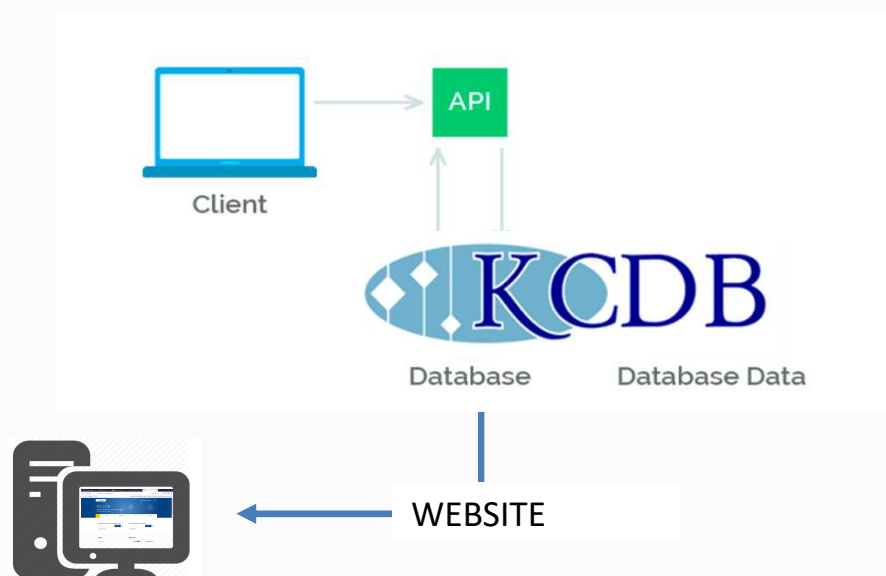 API
Client
KCDB
Database
Database Data
WEBSITE